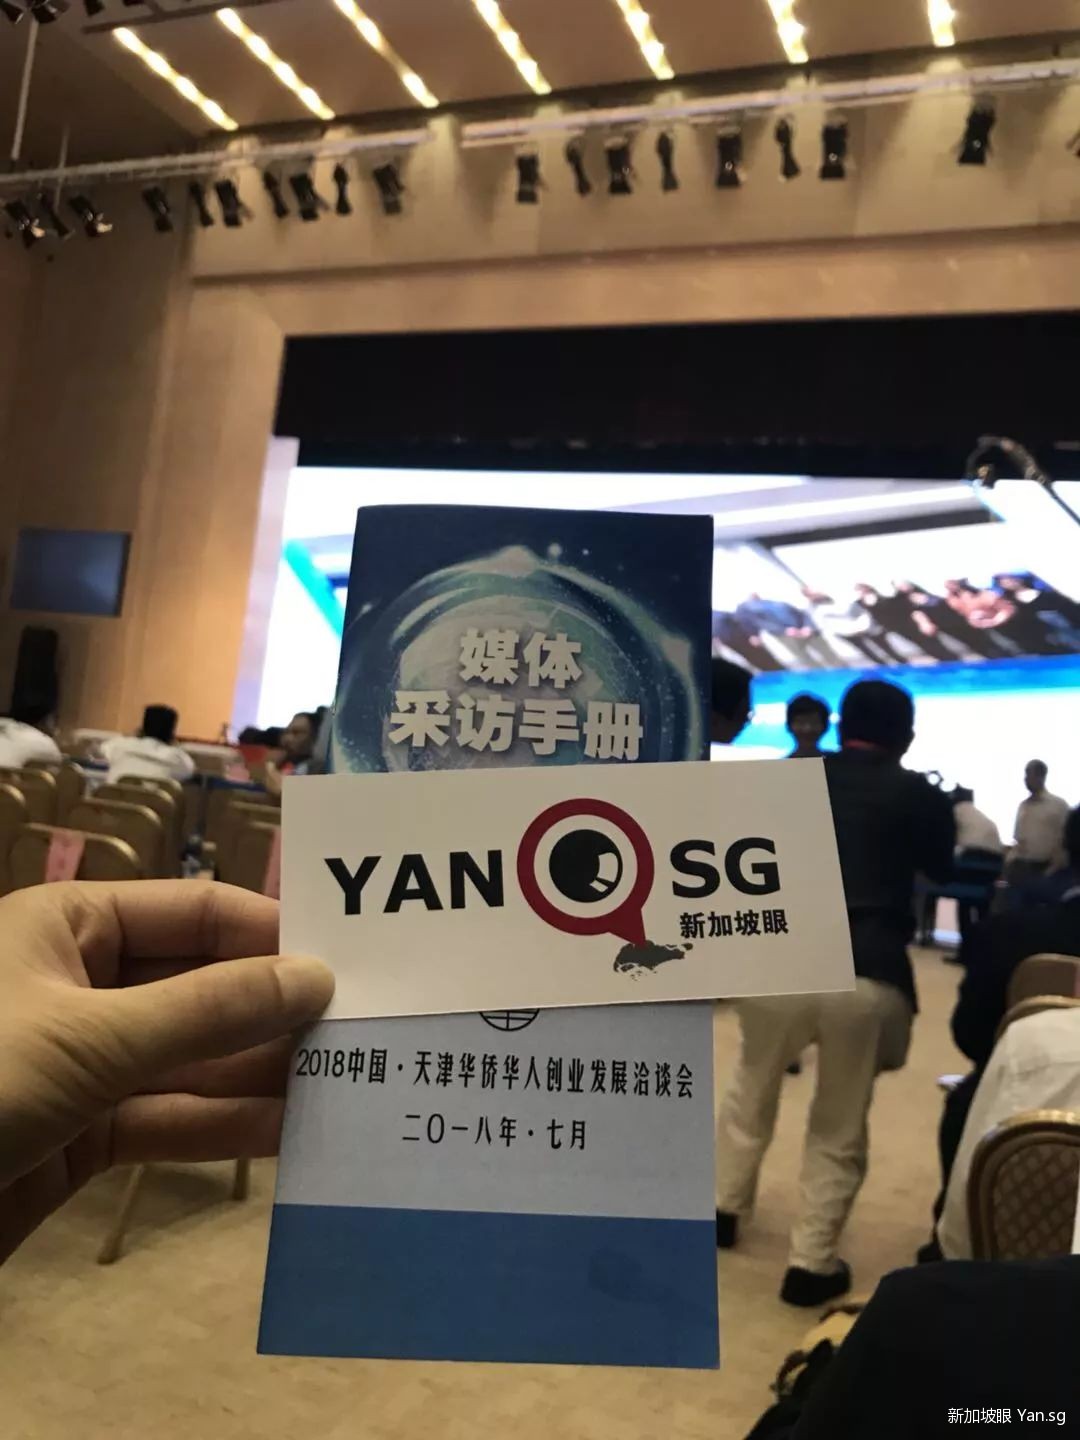 媒体
采访手册
YAN SG
新加坡眼
2018中国·天津华侨华人创业发展洽谈会
二〇一八年·七月
新加坡眼 Yan.sg